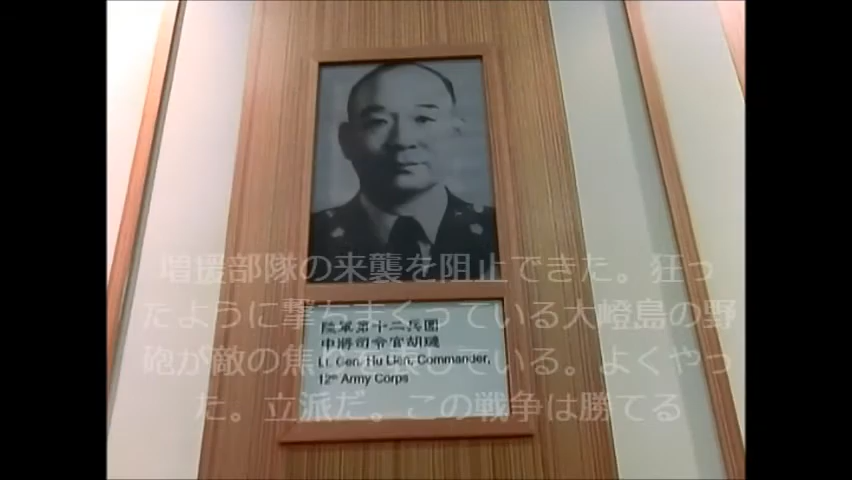 増援部隊の来襲を阻止できた。狂っ
たように撃ちまくっている大嶝島の野
砲が敵の焦りを表している。よくやっ
た。立派だ。この戦争は勝てる
陸軍第十二兵團
中將司令官胡璉
Lt. Gen. Hu Lien, Commander,
12th Army Corps